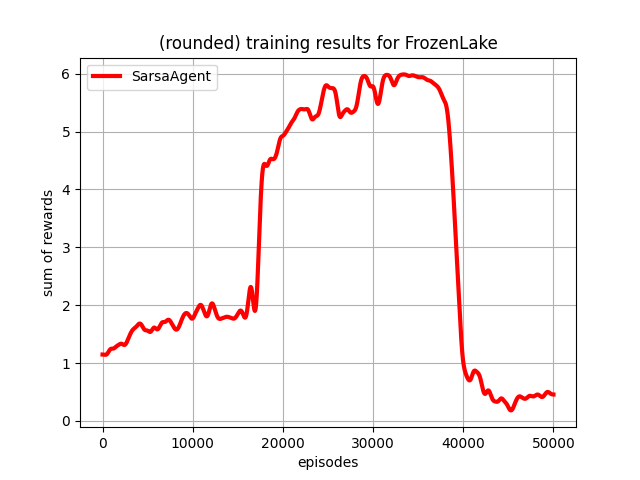 (rounded) training results for FrozenLake
SarsaAgent
6
5
4
3
2
1
0
sum of rewards
0 10000 20000 30000 40000 50000
episodes